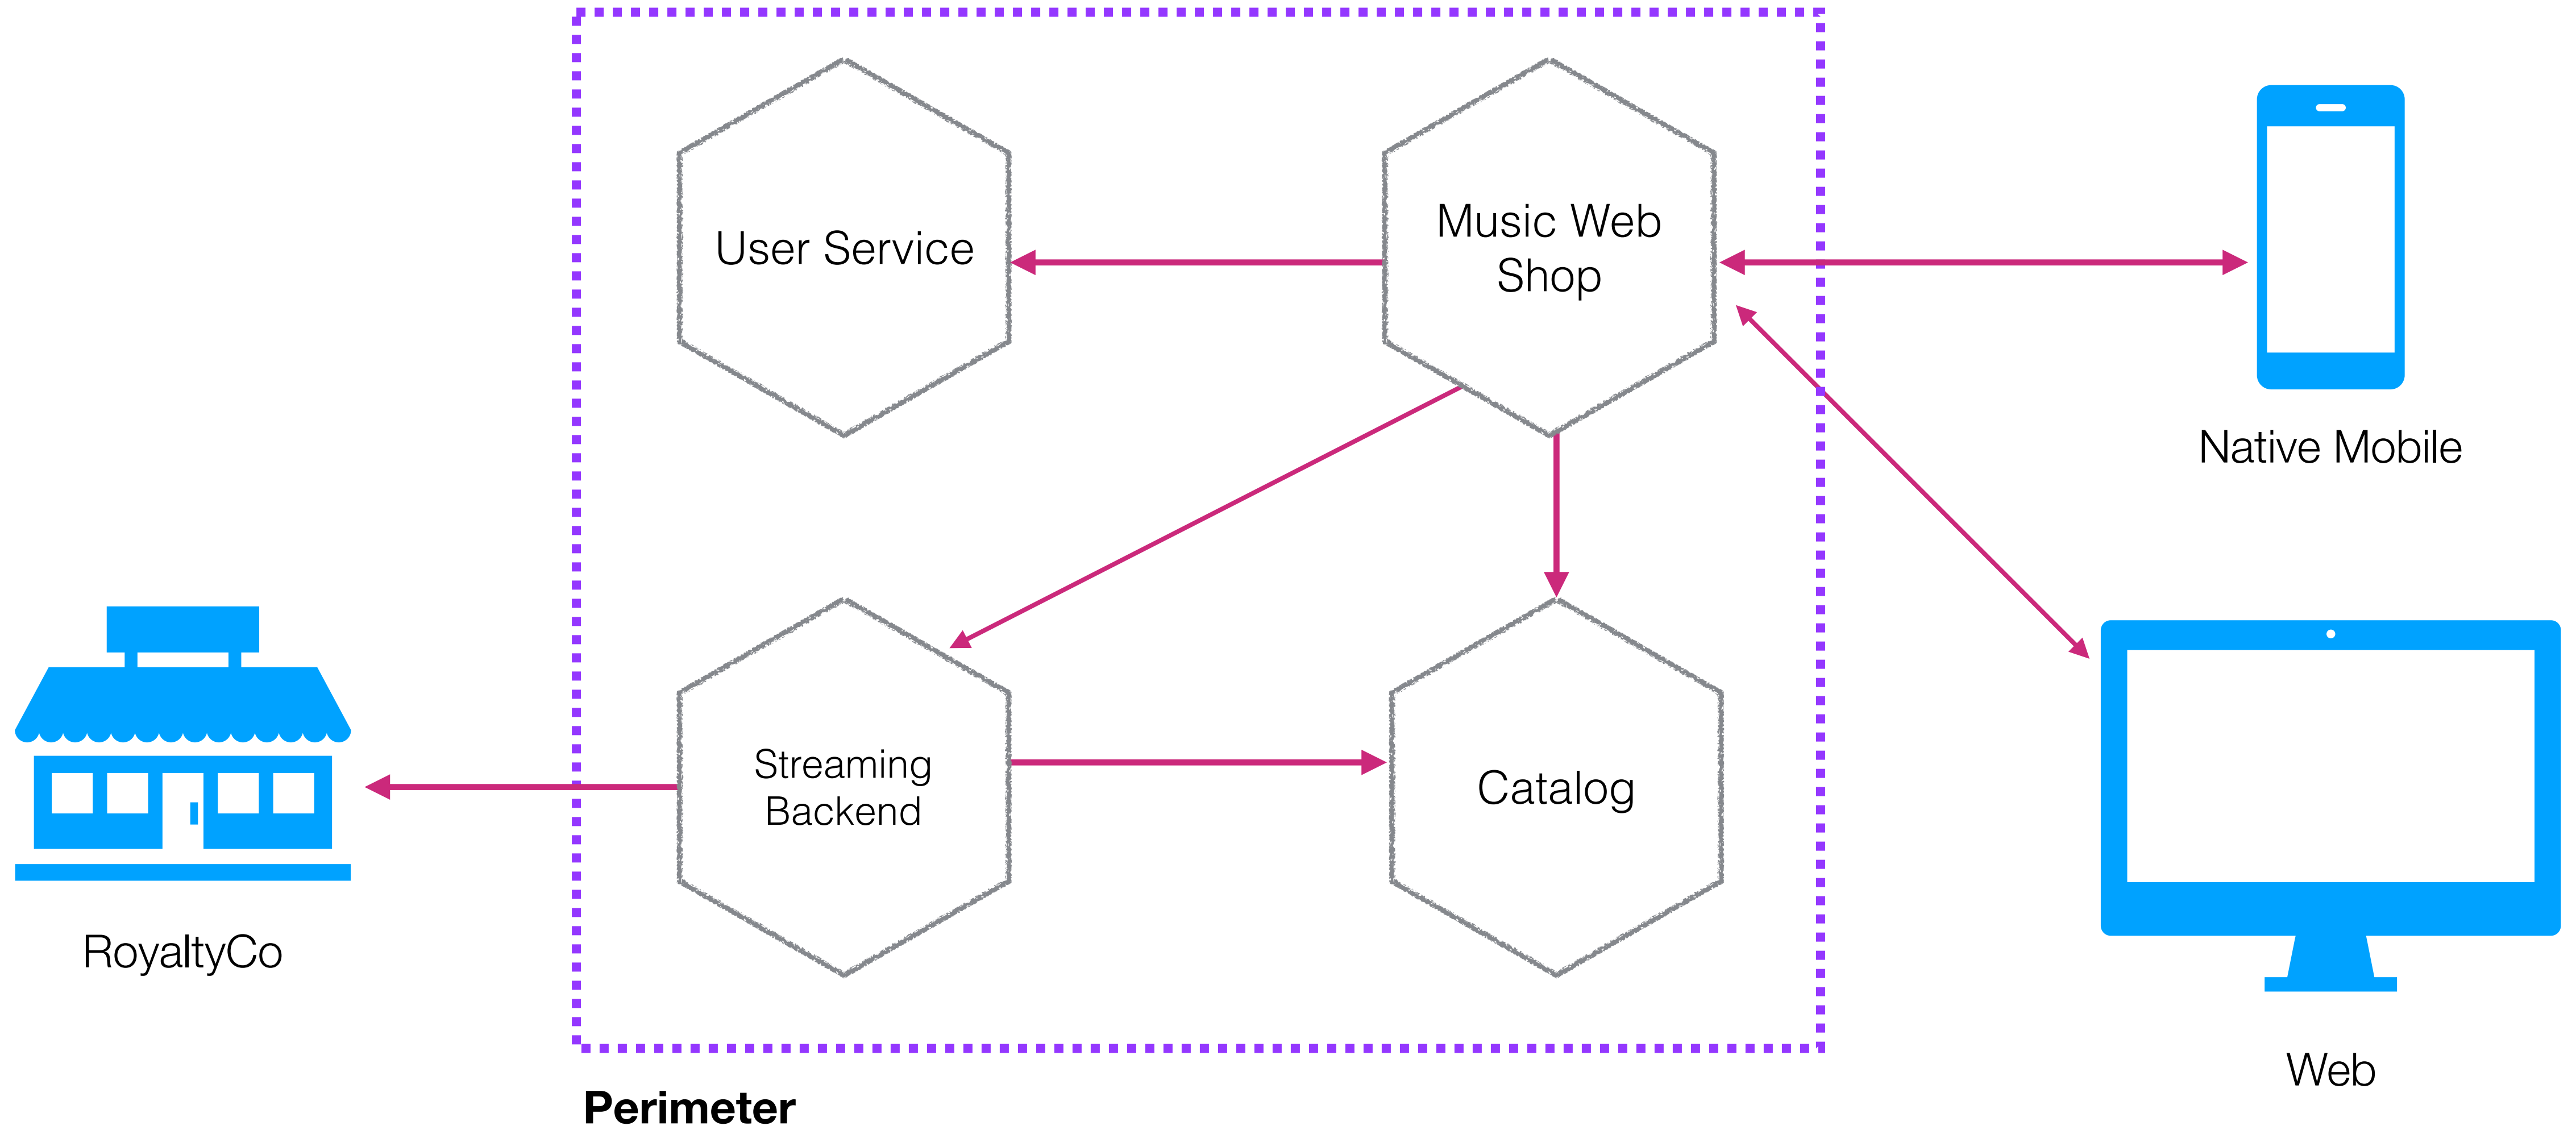 User Service
Music Web
Shop
Native Mobile
Streaming
Backend
Catalog
RoyaltyCo
Web
Perimeter